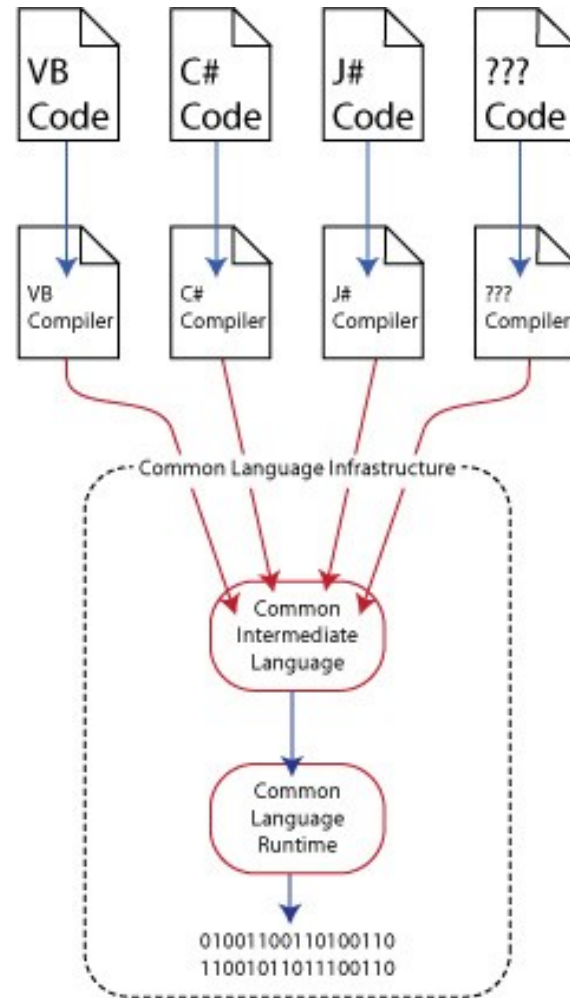 VB
Code
C#
Code
J#
Code
???
Code
VB
Compiler
C#
Compiler
J#
Compiler
???
Compiler
Common Language Infrastructure
Common
Intermediate
Language
Common
Language
Runtime
01001100110100110
11001011011100110